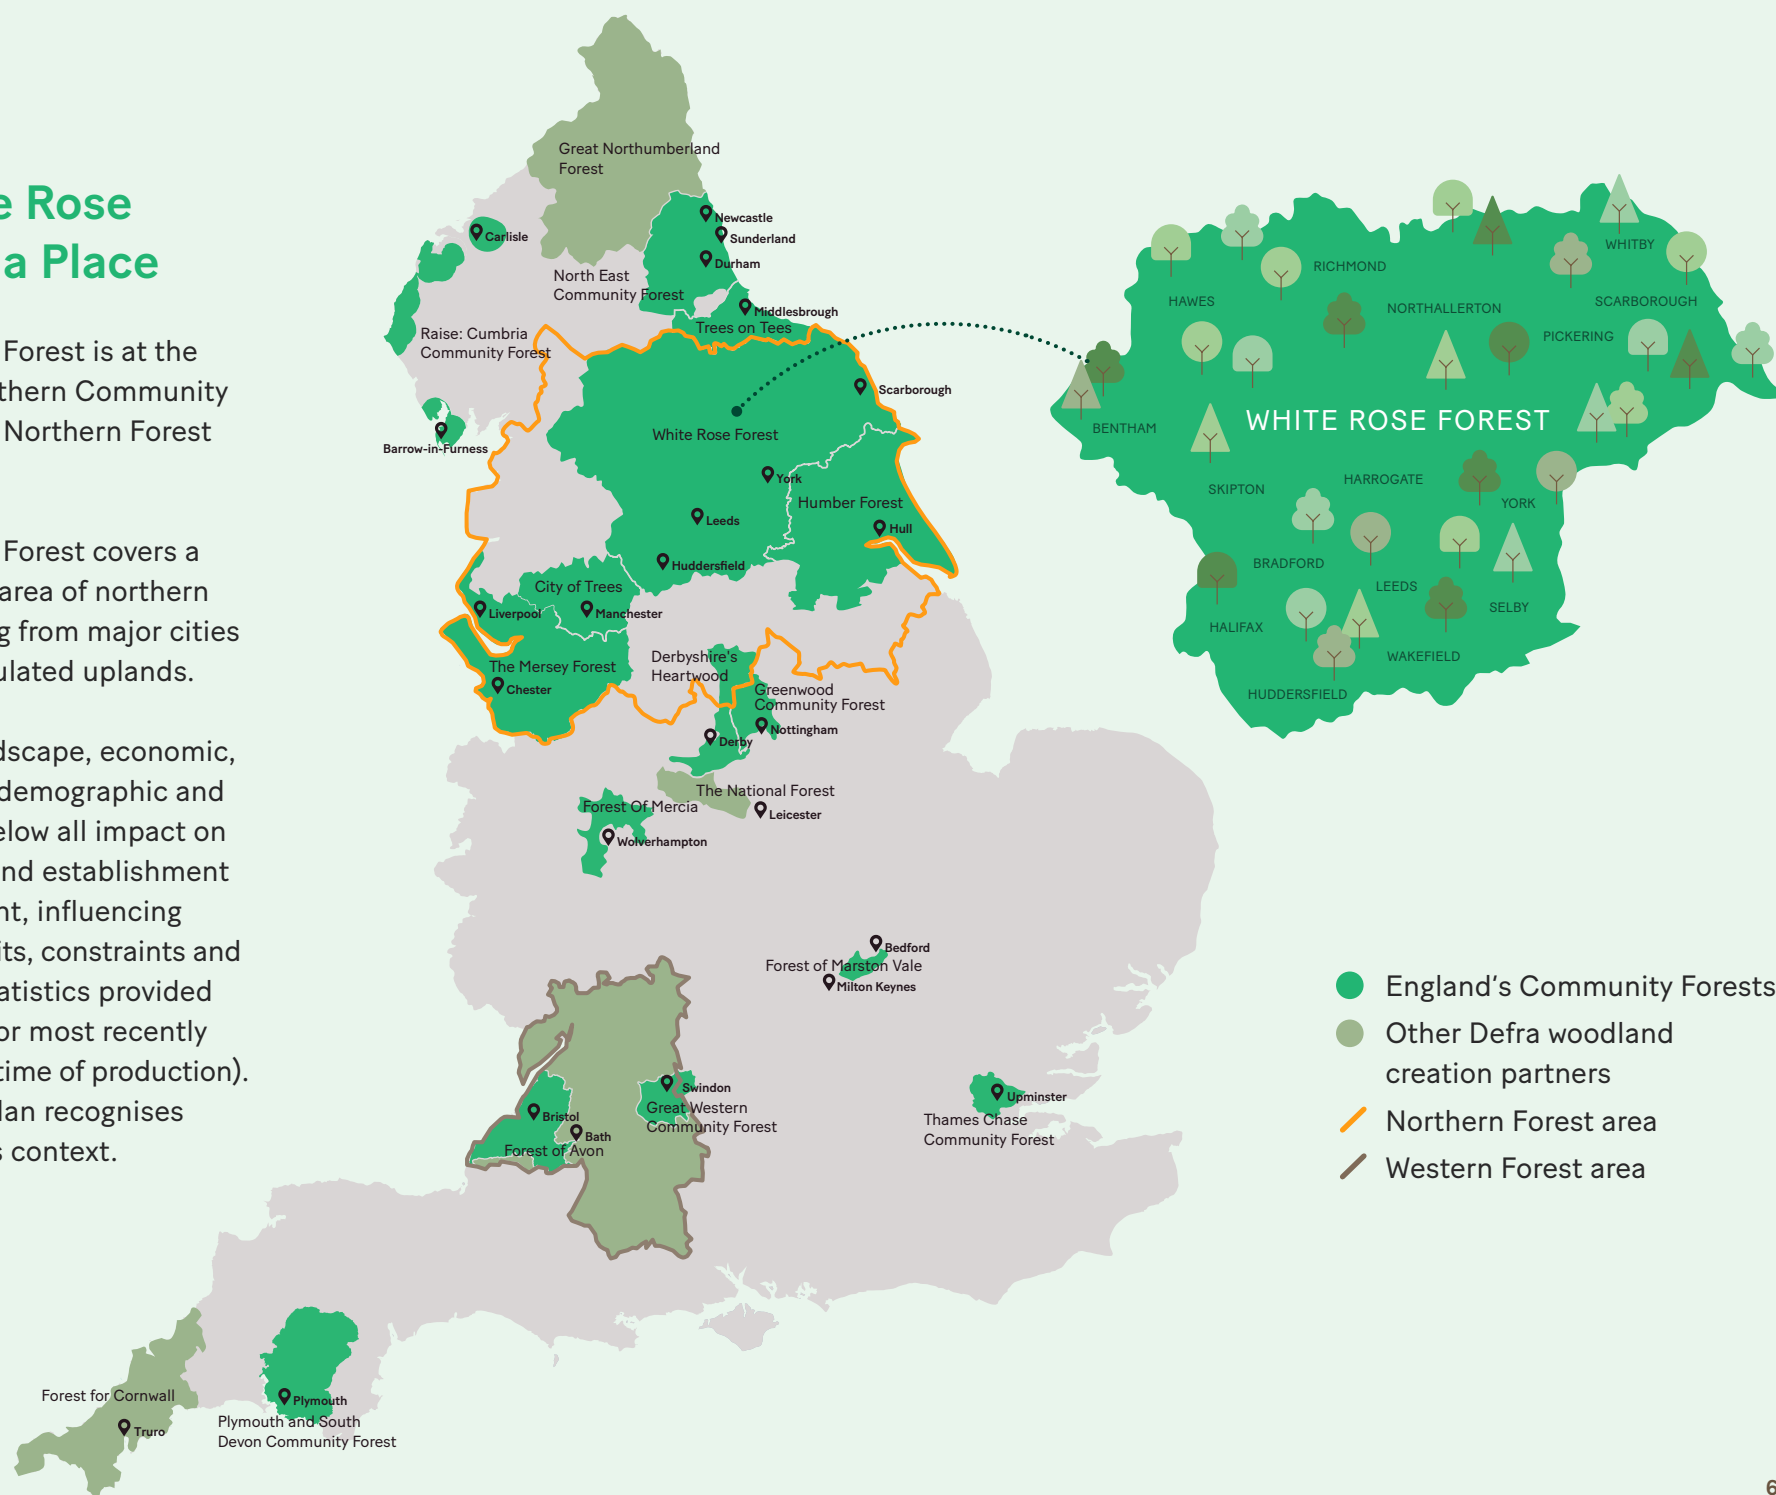 e Rose
a Place
Forest is at the
thern Community
Northern Forest
Forest covers a
area of northern
g from major cities
ulated uplands.
dscape, economic,
demographic and
elow all impact on
nd establishment
nt, influencing
its, constraints and
atistics provided
or most recently
time of production).
lan recognises
s context.
Great Northumberland
Forest
Newcastle
Sunderland
Carlisle
Durham
North East
Community Forest
Middlesbrough
Trees on Tees
Raise: Cumbria
Community Forest
Scarborough
White Rose Forest
Barrow-in-Furness
York
Humber Forest
Leeds
Hull
Huddersfield
City of Trees
Liverpool
Manchester
The Mersey Forest
Chester
Derbyshire's
Heartwood
Greenwood
Community Forest
Nottingham
Derby
The National Forest
Leicester
Forest Of Mercia
Wolverhampton
Bedford
Forest of Marston Vale
Milton Keynes
Swindon
Great Western
Community Forest
Bristol
Bath
Forest of Avon
Upminster
Thames Chase
Community Forest
Forest for Cornwall
Truro
Plymouth
Plymouth and South
Devon Community Forest
WHITBY
RICHMOND
HAWES
NORTHALLERTON
SCARBOROUGH
PICKERING
WHITE ROSE FOREST
BENTHAM
HARROGATE
SKIPTON
YORK
BRADFORD
LEEDS
SELBY
HALIFAX
WAKEFIELD
HUDDERSFIELD
England's Community Forests
Other Defra woodland
creation partners
Northern Forest area
Western Forest area
6